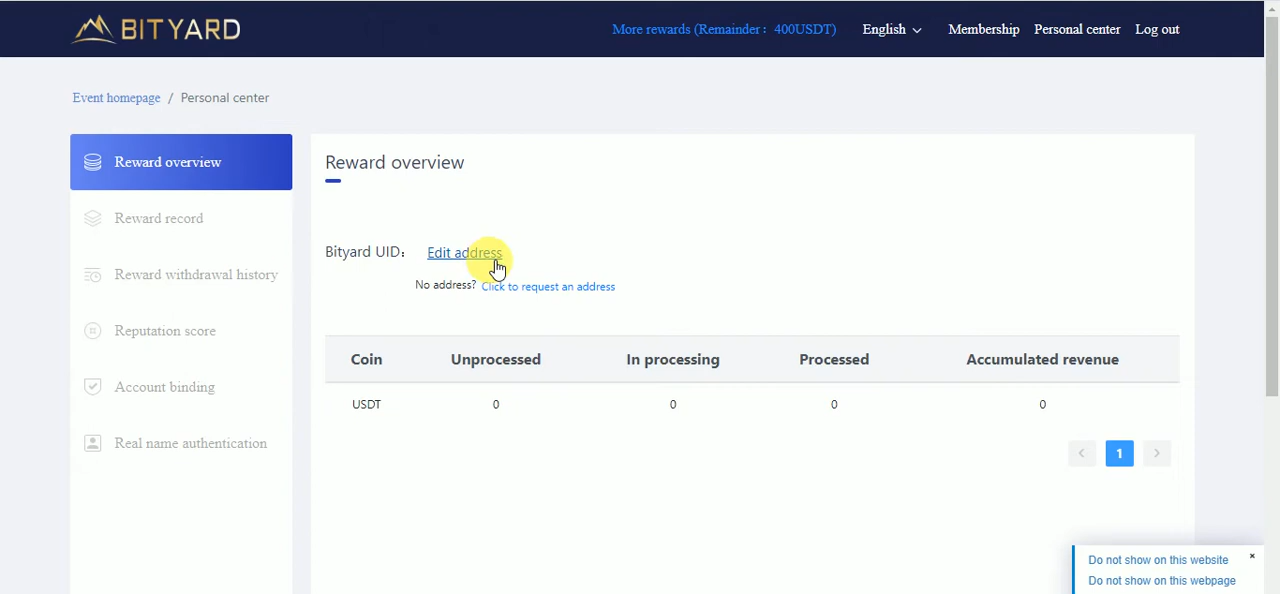 BITYARD
More rewards (Remainder: 400USDT)
English
Membership
Personal center
Log out
Event homepage / Personal center
Reward overview
Reward record
Reward withdrawal history
Reputation score
Account binding
Real name authentication
Reward overview
Bityard UID: Edit address
No address? Click to request an address
Coin Unprocessed In processing Processed Accumulated revenue
USDT 0 0 0 0
< 1 >
Do not show on this website ×
Do not show on this webpage